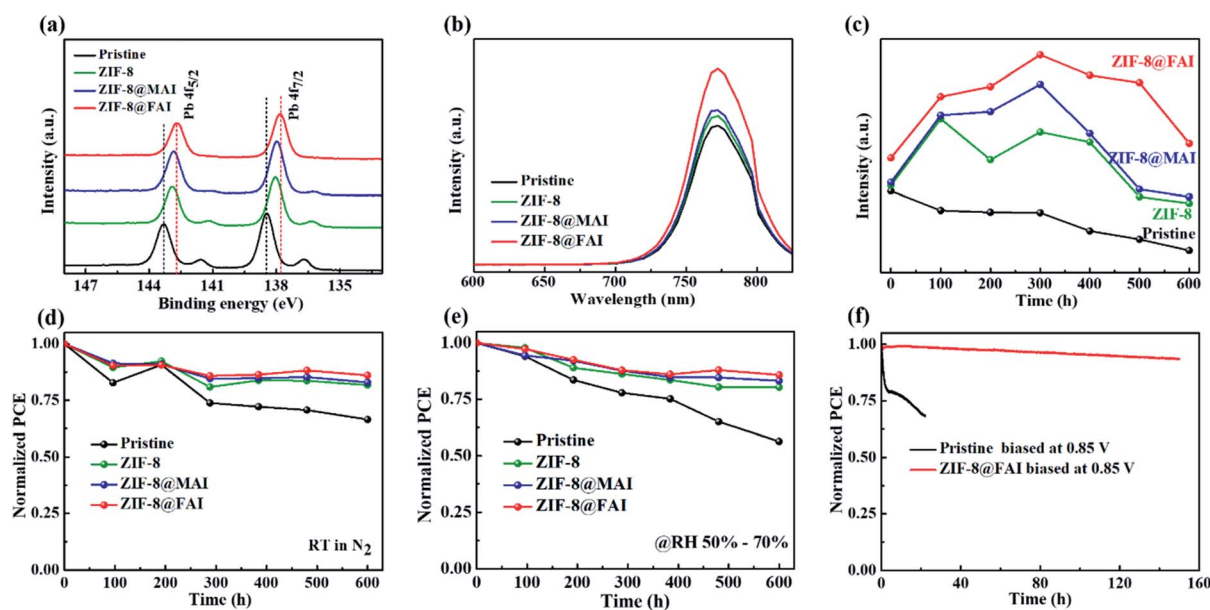 (a)
Pristine
ZIF-8
ZIF-8@MAI
ZIF-8@FAI
Pb 4f5/2
Pb 4f7/2
Intensity (a.u.)
147 144 141 138 135
Binding energy (eV)
(b)
Pristine
ZIF-8
ZIF-8@MAI
ZIF-8@FAI
Intensity (a.u.)
600 650 700 750 800
Wavelength (nm)
(c)
ZIF-8@FAI
ZIF-8@MAI
ZIF-8
Pristine
Intensity (a.u.)
0 100 200 300 400 500 600
Time (h)
(d)
1.00
0.75
0.50
0.25
0.00
Normalized PCE
Pristine
ZIF-8
ZIF-8@MAI
ZIF-8@FAI
RT in N2
0 100 200 300 400 500 600
Time (h)
(e)
1.00
0.75
0.50
0.25
0.00
Normalized PCE
Pristine
ZIF-8
ZIF-8@MAI
ZIF-8@FAI
@RH 50% - 70%
0 100 200 300 400 500 600
Time (h)
(f)
1.00
0.75
0.50
0.25
0.00
Normalized PCE
Pristine biased at 0.85 V
ZIF-8@FAI biased at 0.85 V
0 40 80 120 160
Time (h)